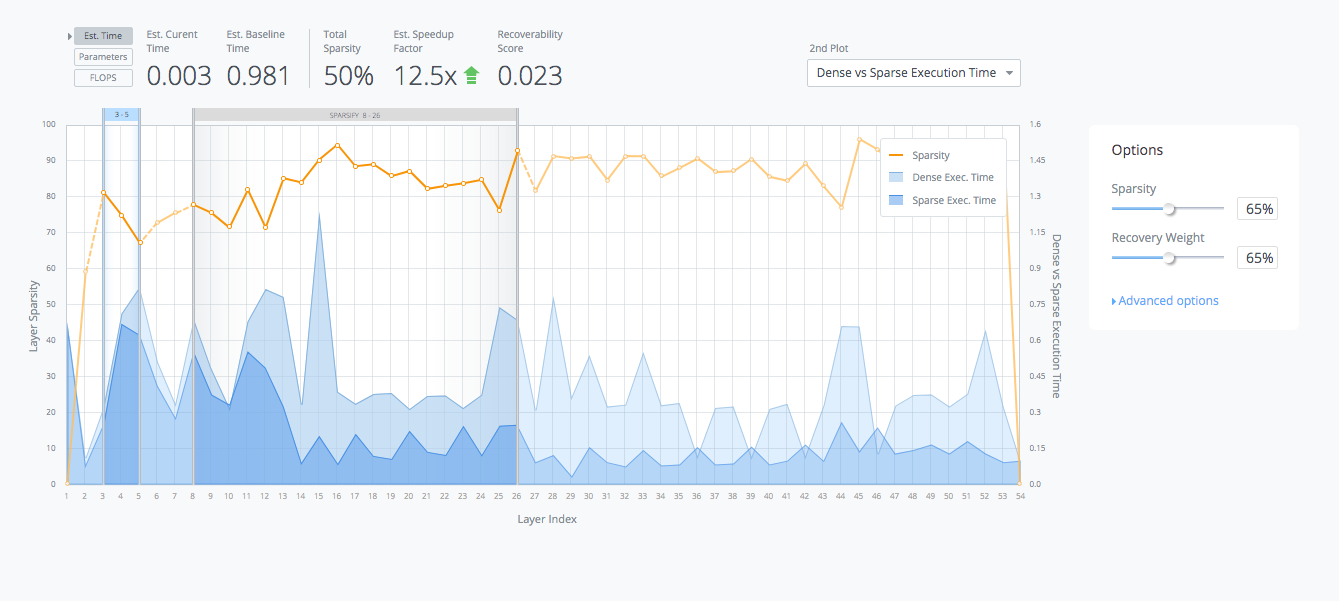 Est. Time
Parameters
FLOPS
Est. Curent
Time
0.003
Est. Baseline
Time
0.981
Total
Sparsity
50%
Est. Speedup
Factor
12.5x
Recoverability
Score
0.023
2nd Plot
Dense vs Sparse Execution Time
3 - 5
SPARSIFY 8 - 26
100
90
80
70
60
50
40
30
20
10
0
Layer Sparsity
1 2 3 4 5 6 7 8 9 10 11 12 13 14 15 16 17 18 19 20 21 22 23 24 25 26 27 28 29 30 31 32 33 34 35 36 37 38 39 40 41 42 43 44 45 46 47 48 49 50 51 52 53 54
Layer Index
Sparsity
Dense Exec. Time
Sparse Exec. Time
1.6
1.45
1.3
1.15
0.9
0.75
0.6
0.45
0.3
0.15
0.0
Dense vs Sparse Execution Time
Options
Sparsity
65%
Recovery Weight
65%
Advanced options